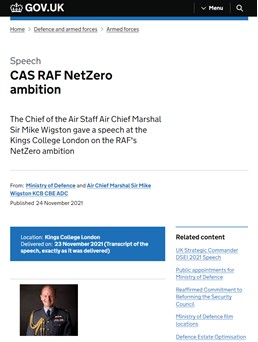 GOV.UK
Menu
Home > Defence and armed forces > Armed forces
Speech
CAS RAF NetZero
ambition
The Chief of the Air Staff Air Chief Marshal
Sir Mike Wigston gave a speech at the
Kings College London on the RAF's
NetZero ambition
From: Ministry of Defence and Air Chief Marshal Sir Mike
Wigston KCB CBE ADC
Published 24 November 2021
Location: Kings College London
Delivered on: 23 November 2021 (Transcript of the
speech, exactly as it was delivered)
Related content
UK Strategic Commander
DSEI 2021 Speech
Public appointments for
Ministry of Defence
Reaffirmed Commitment to
Reforming the Security
Council
Ministry of Defence film
locations
Defence Estate Optimisation